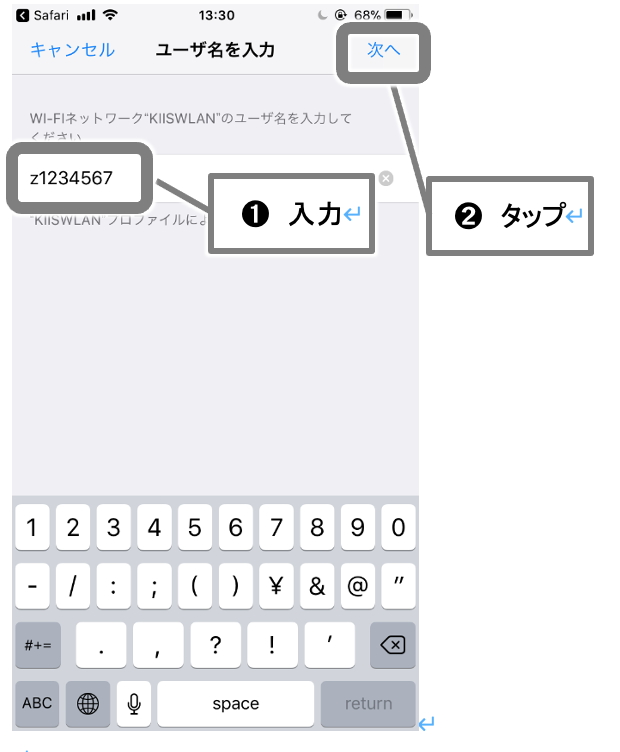 Safari 13:30 68%
キャンセル ユーザ名を入力 次へ
WI-FIネットワーク“KIISWLAN”のユーザ名を入力して
ください
z1234567
❶ 入力↵
❷ タップ↵
“KIISWLAN”プロファイルによ
1 2 3 4 5 6 7 8 9 0
- / : ; ( ) ¥ & @ ”
#+= . , ? ! ’
ABC space return↵